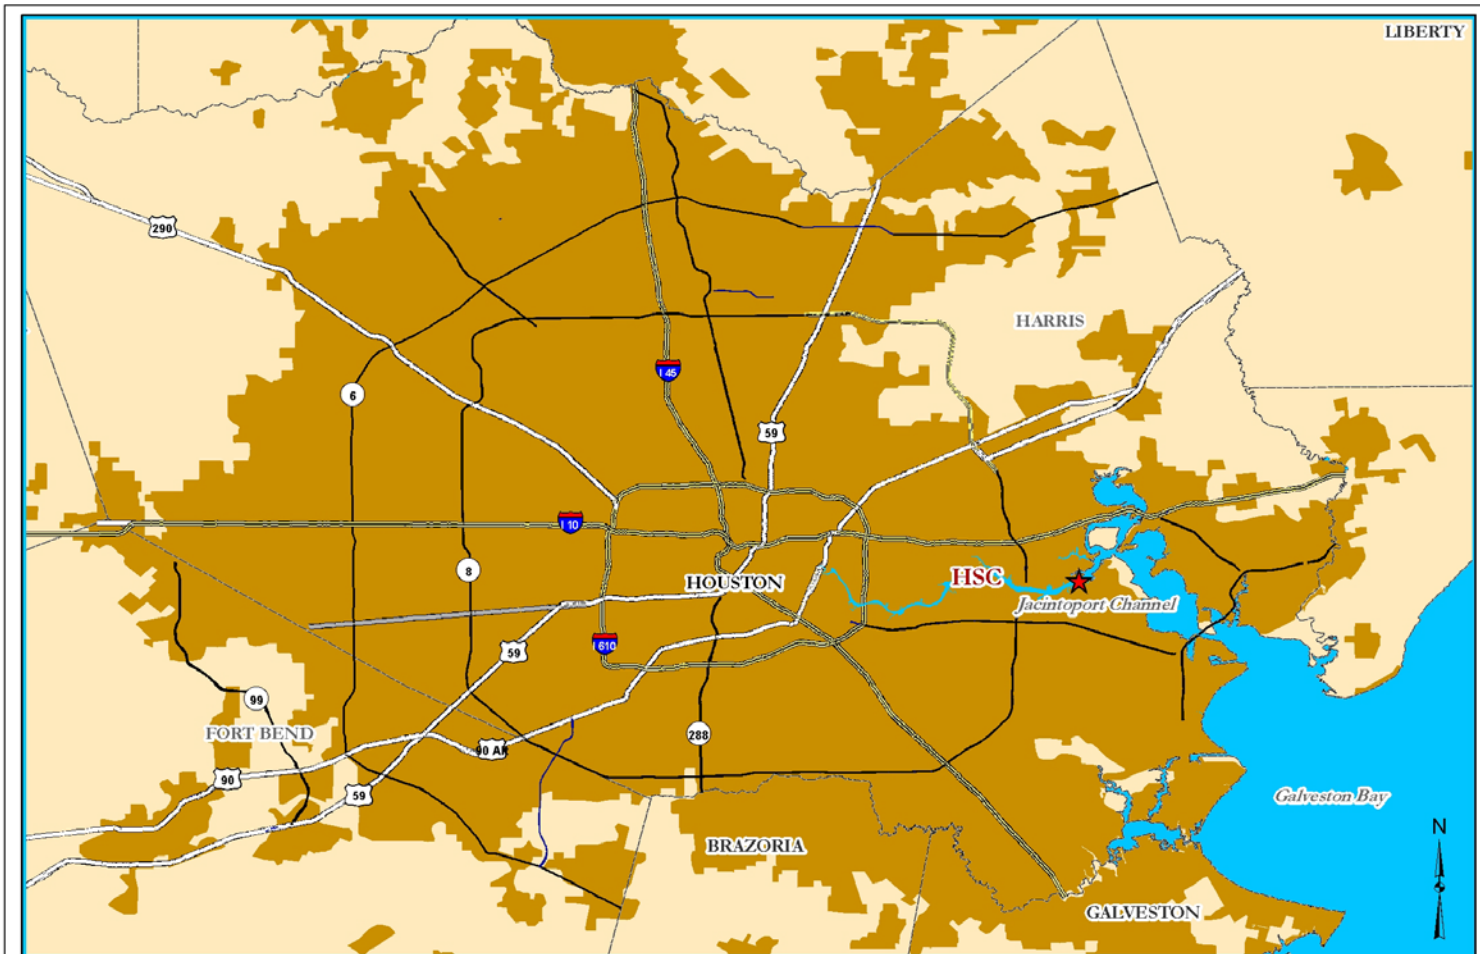 LIBERTY
290
HARRIS
I 45
6
59
I 10
8
HSC
HOUSTON
Jacintoport Channel
I 610
59
99
FORT BEND
288
90 Alt
90
59
Galveston Bay
N
BRAZORIA
GALVESTON